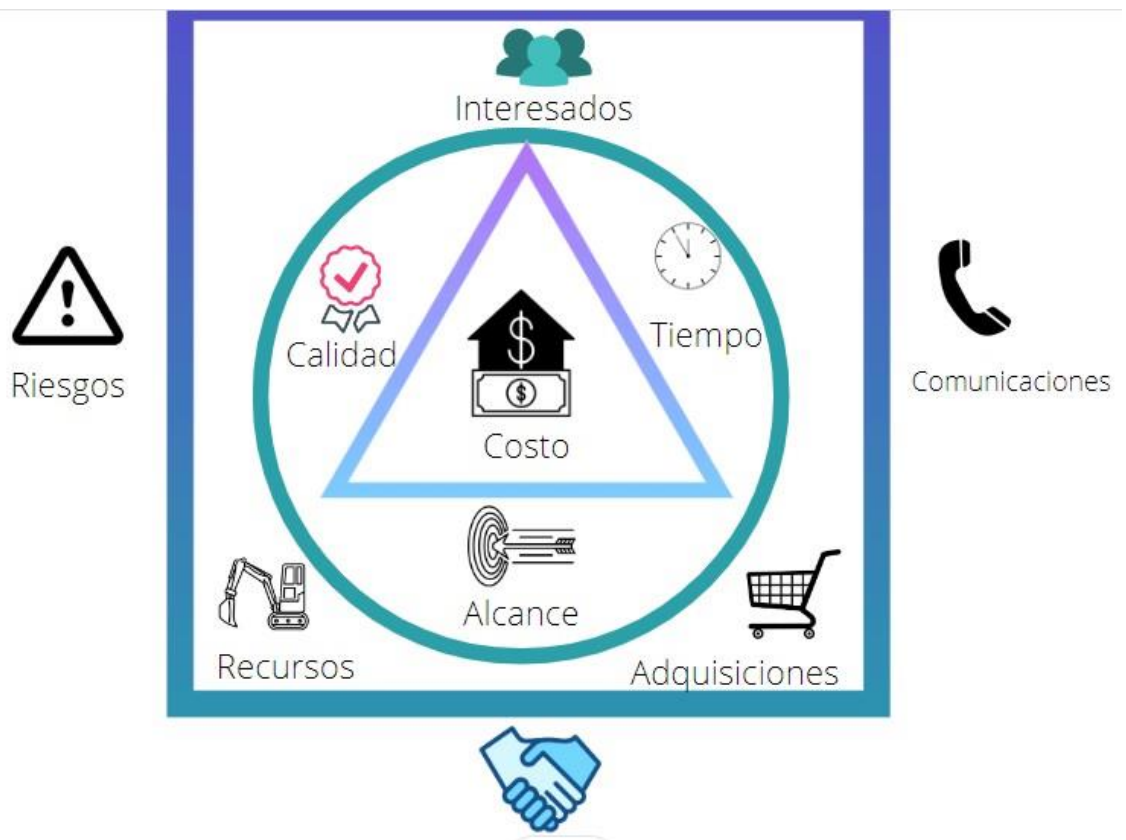 Interesados
Calidad
Tiempo
Riesgos
Comunicaciones
$
$
Costo
Alcance
Recursos
Adquisiciones